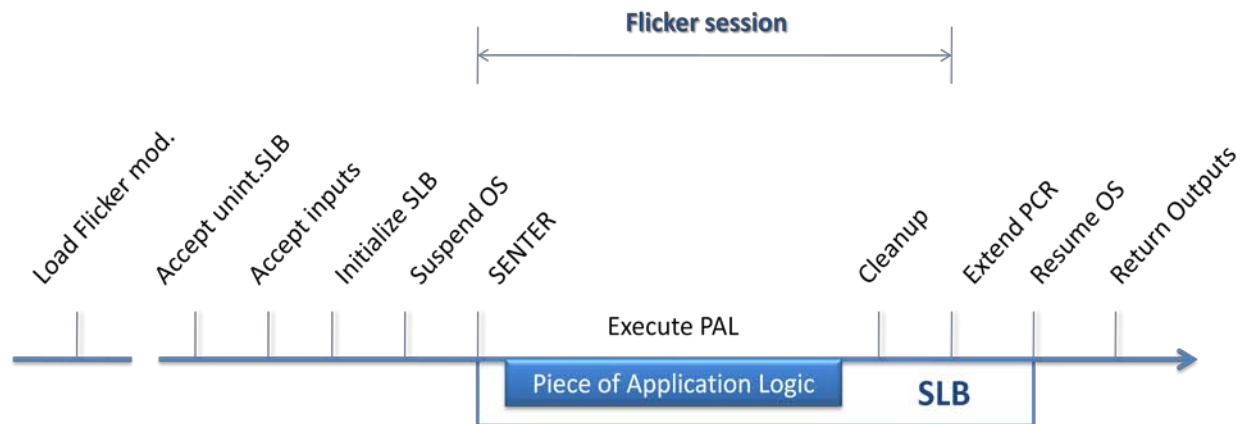 Flicker session
Load Flicker mod.
Accept unint.SLB
Accept inputs
Initialize SLB
Suspend OS
SENTER
Cleanup
Extend PCR
Resume OS
Return Outputs
Execute PAL
Piece of Application Logic
SLB